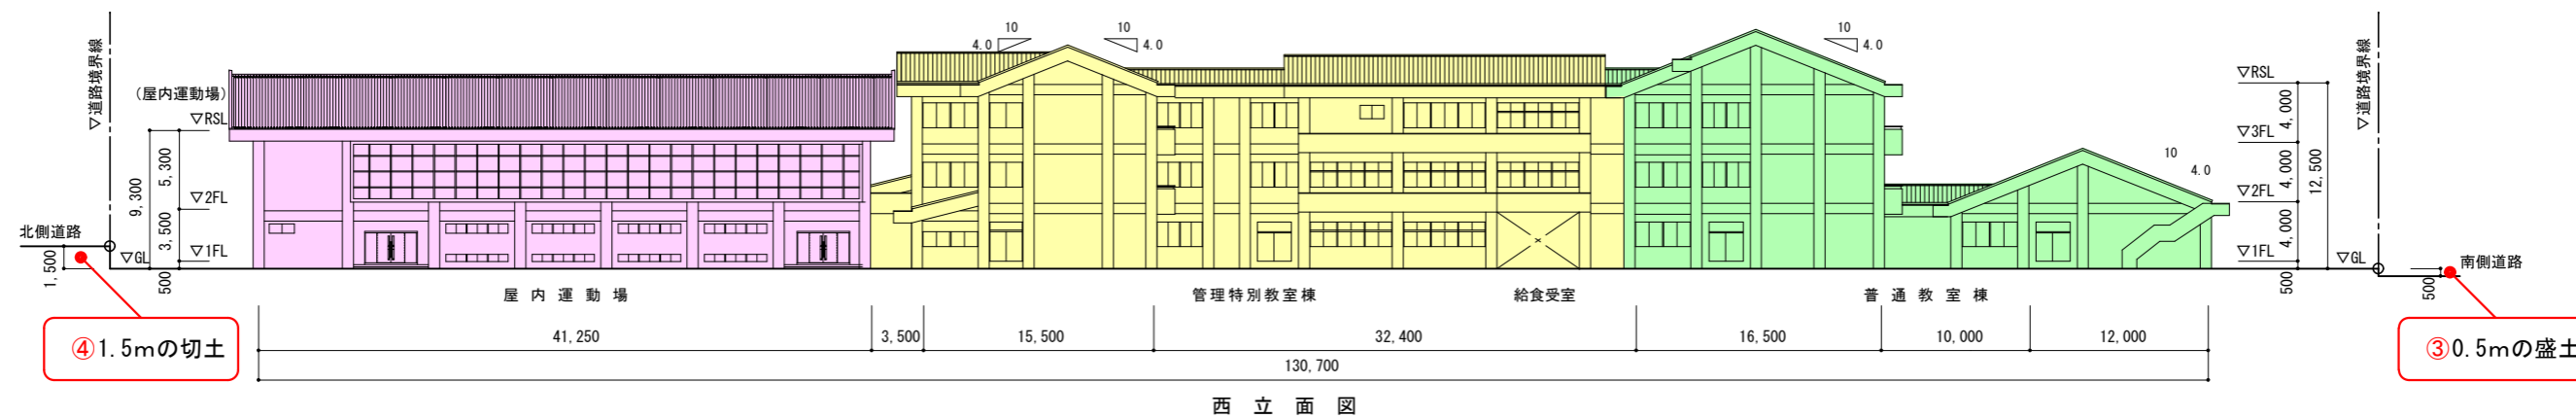 ▽道路境界線
(屋内運動場)
▽RSL
▽2FL
▽1FL
▽GL
9,300
5,300
3,500
500
北側道路
1,500
④1.5mの切土
10
4.0
10
4.0
10
4.0
10
4.0
▽RSL
▽3FL
▽2FL
▽1FL
4,000
4,000
4,000
500
12,500
▽GL
▽道路境界線
南側道路
500
③0.5mの盛土
屋内運動場
管理特別教室棟
給食受室
普通教室棟
41,250
3,500
15,500
32,400
16,500
10,000
12,000
130,700
西立面図